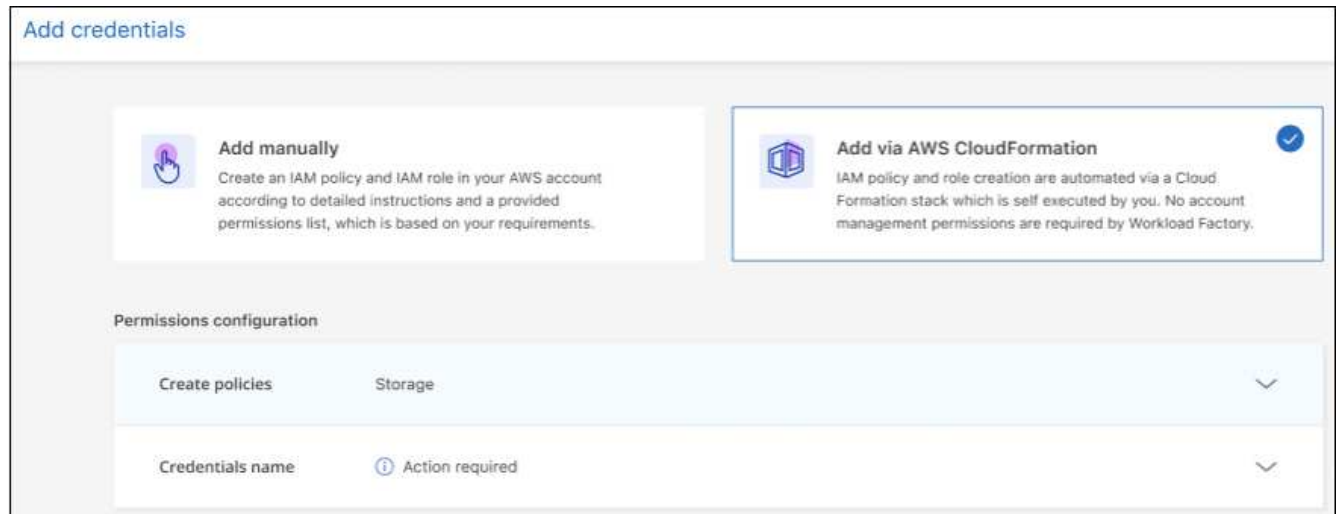 Add credentials
Add manually
Create an IAM policy and IAM role in your AWS account
according to detailed instructions and a provided
permissions list, which is based on your requirements.
Add via AWS CloudFormation
IAM policy and role creation are automated via a Cloud
Formation stack which is self executed by you. No account
management permissions are required by Workload Factory.
Permissions configuration
Create policies Storage
Credentials name Action required